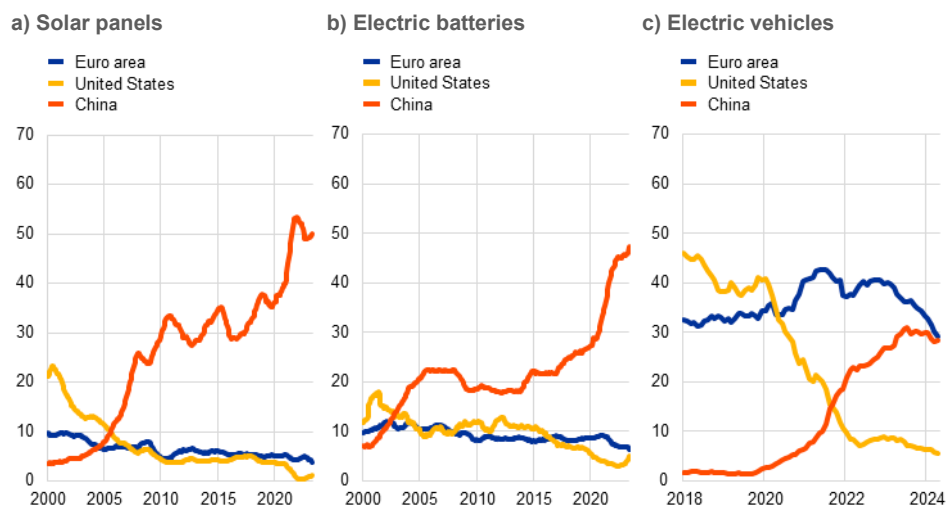 a) Solar panels
Euro area
United States
China
70
60
50
40
30
20
10
0
2000 2005 2010 2015 2020
b) Electric batteries
Euro area
United States
China
70
60
50
40
30
20
10
0
2000 2005 2010 2015 2020
c) Electric vehicles
Euro area
United States
China
70
60
50
40
30
20
10
0
2018 2020 2022 2024